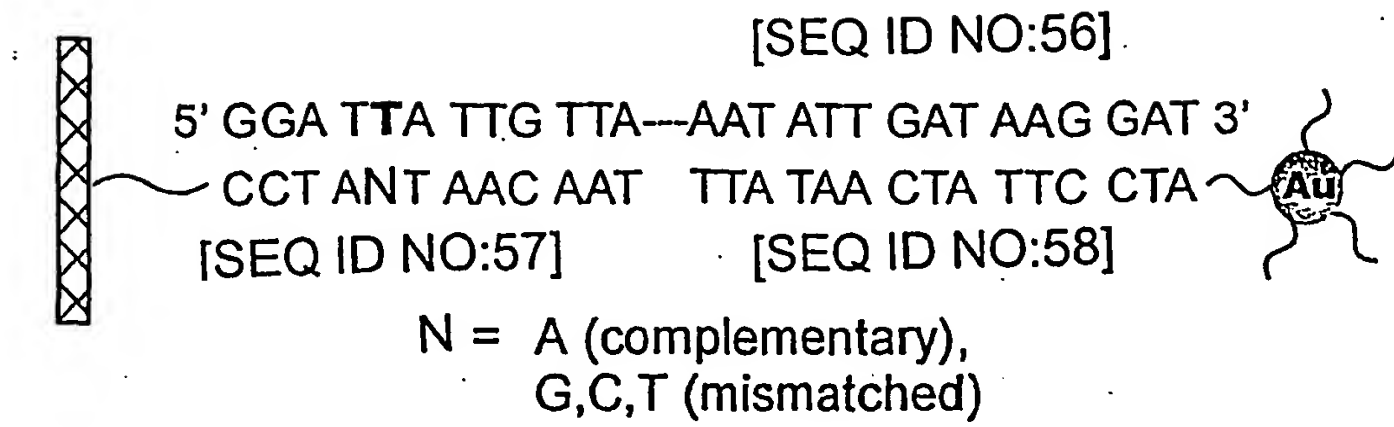 [SEQ ID NO:56]
5' GGA TTA TTG TTA---AAT ATT GAT AAG GAT 3'
CCT ANT AAC AAT TTA TAA CTA TTC CTA
Au
[SEQ ID NO:57] [SEQ ID NO:58]
N = A (complementary),
G,C,T (mismatched)